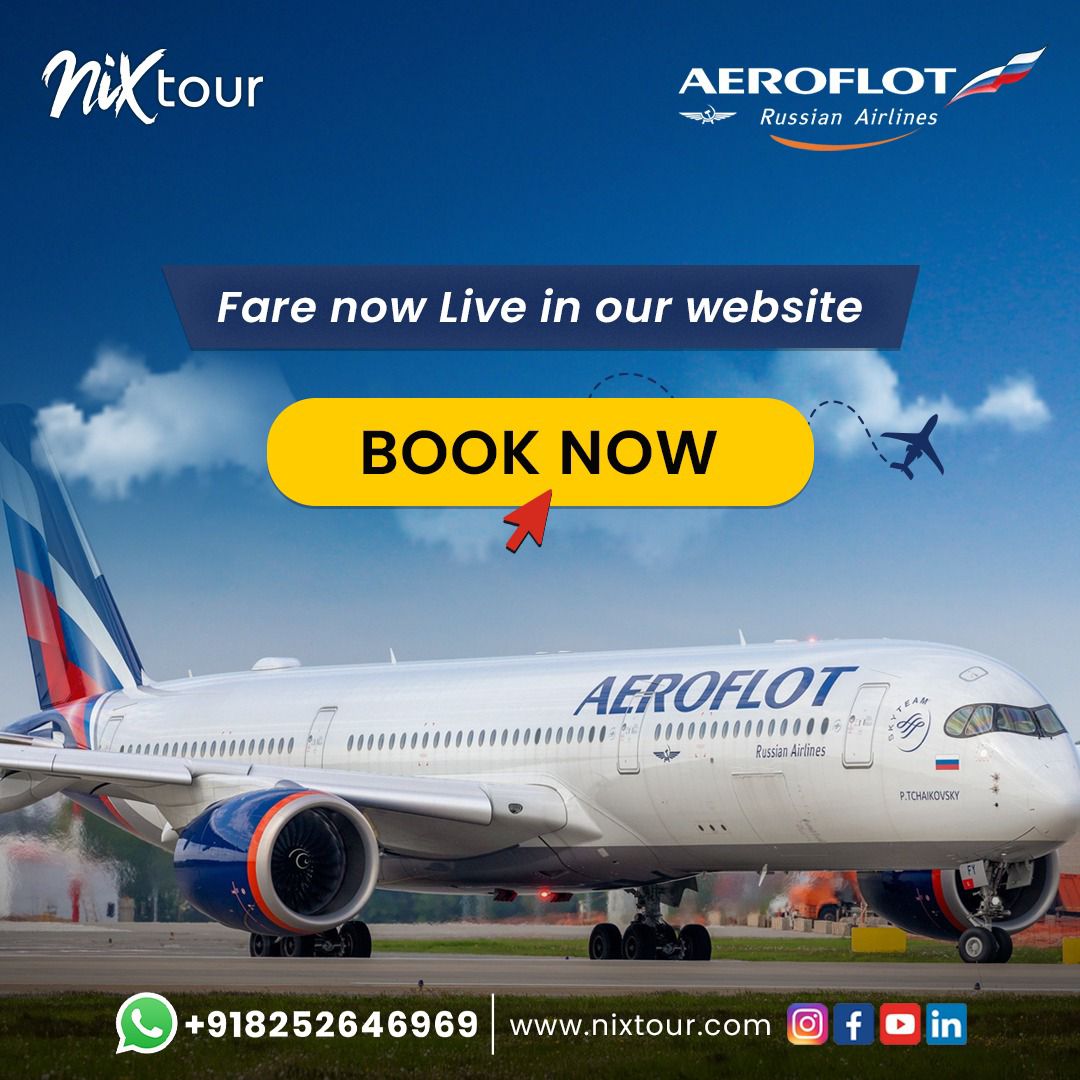 NiX tour
AEROFLOT
Russian Airlines
Fare now Live in our website
BOOK NOW
AEROFLOT
Russian Airlines
SKYTEAM
P.TCHAIKOVSKY
FY
+918252646969
www.nixtour.com